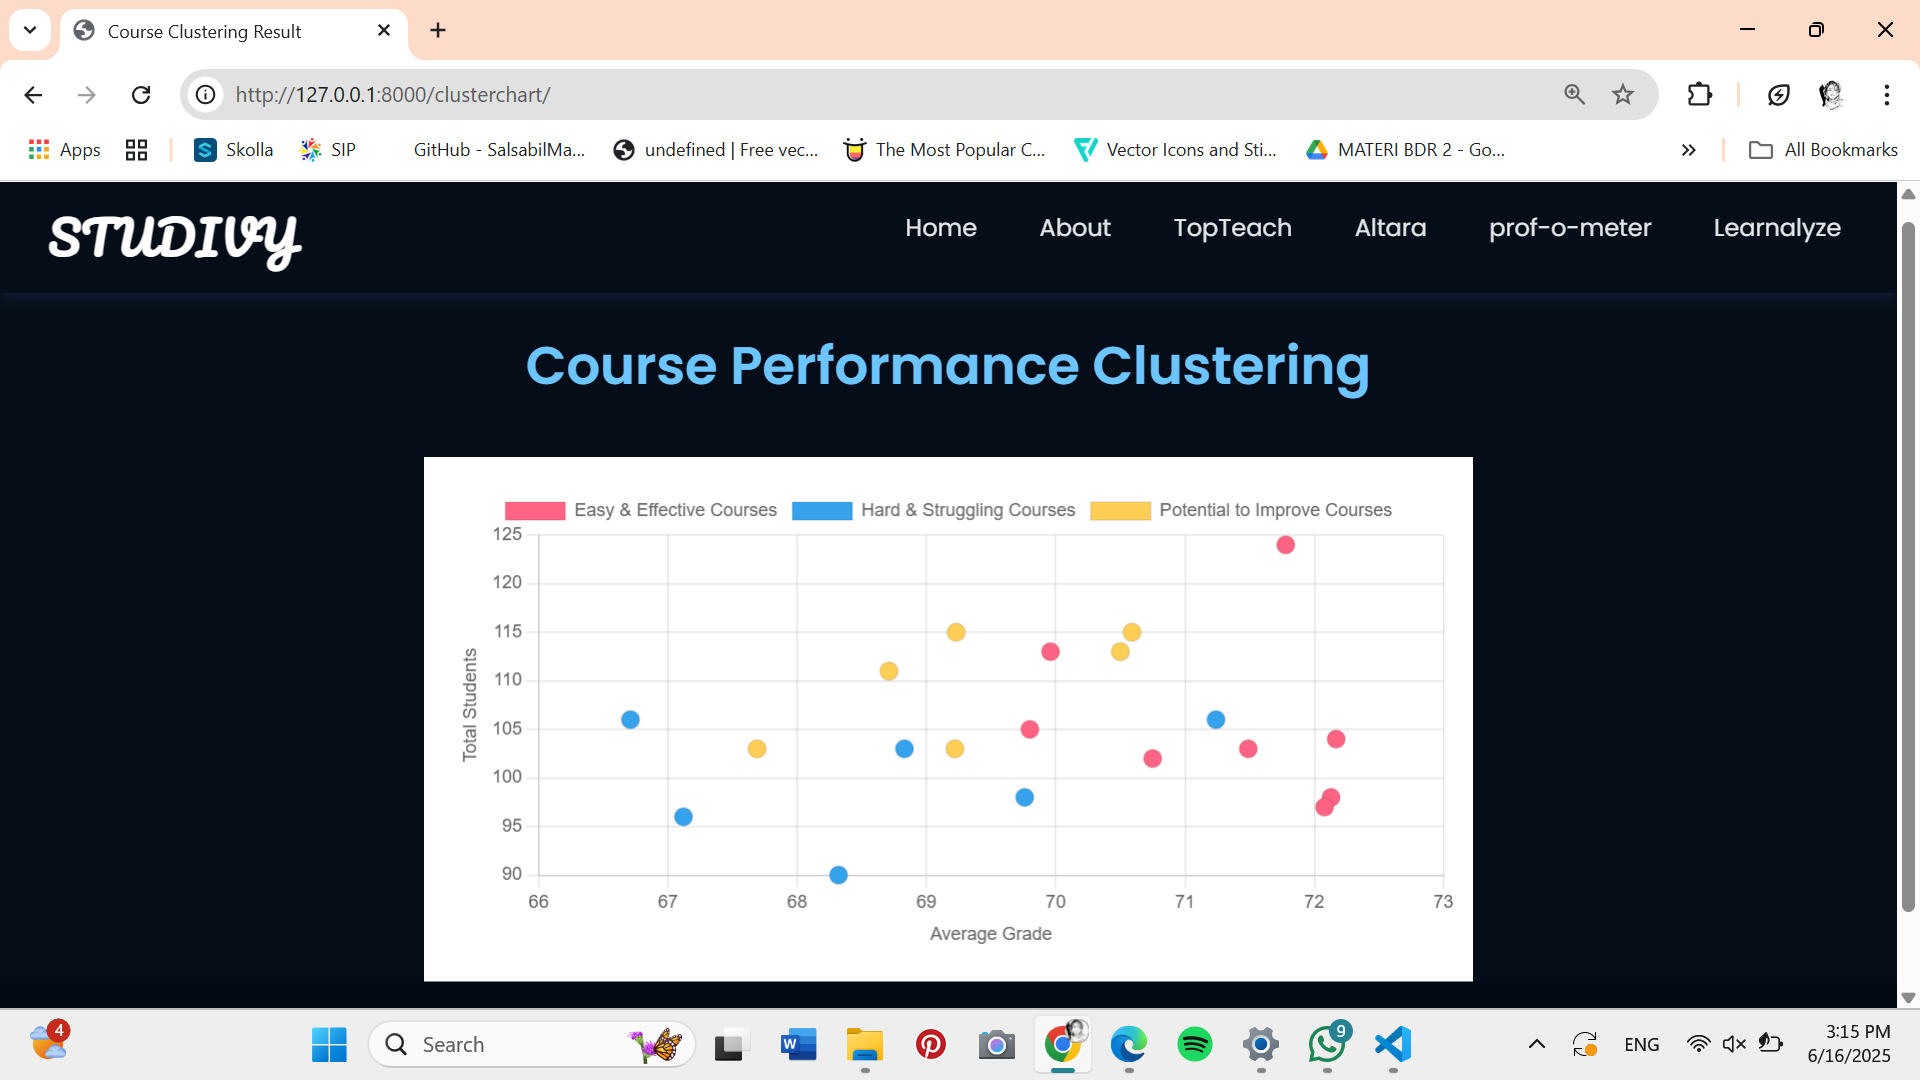 Course Clustering Result
http://127.0.0.1:8000/clusterchart/
Apps
S Skolla
SIP
GitHub - SalsabilMa...
undefined | Free vec...
The Most Popular C...
Vector Icons and Sti...
MATERI BDR 2 - Go...
All Bookmarks
STUDIVY
Home
About
TopTeach
Altara
prof-o-meter
Learnalyze
Course Performance Clustering
Easy & Effective Courses
Hard & Struggling Courses
Potential to Improve Courses
125
120
115
110
105
100
95
90
Total Students
66 67 68 69 70 71 72 73
Average Grade
4
Search
W
9
ENG
3:15 PM
6/16/2025